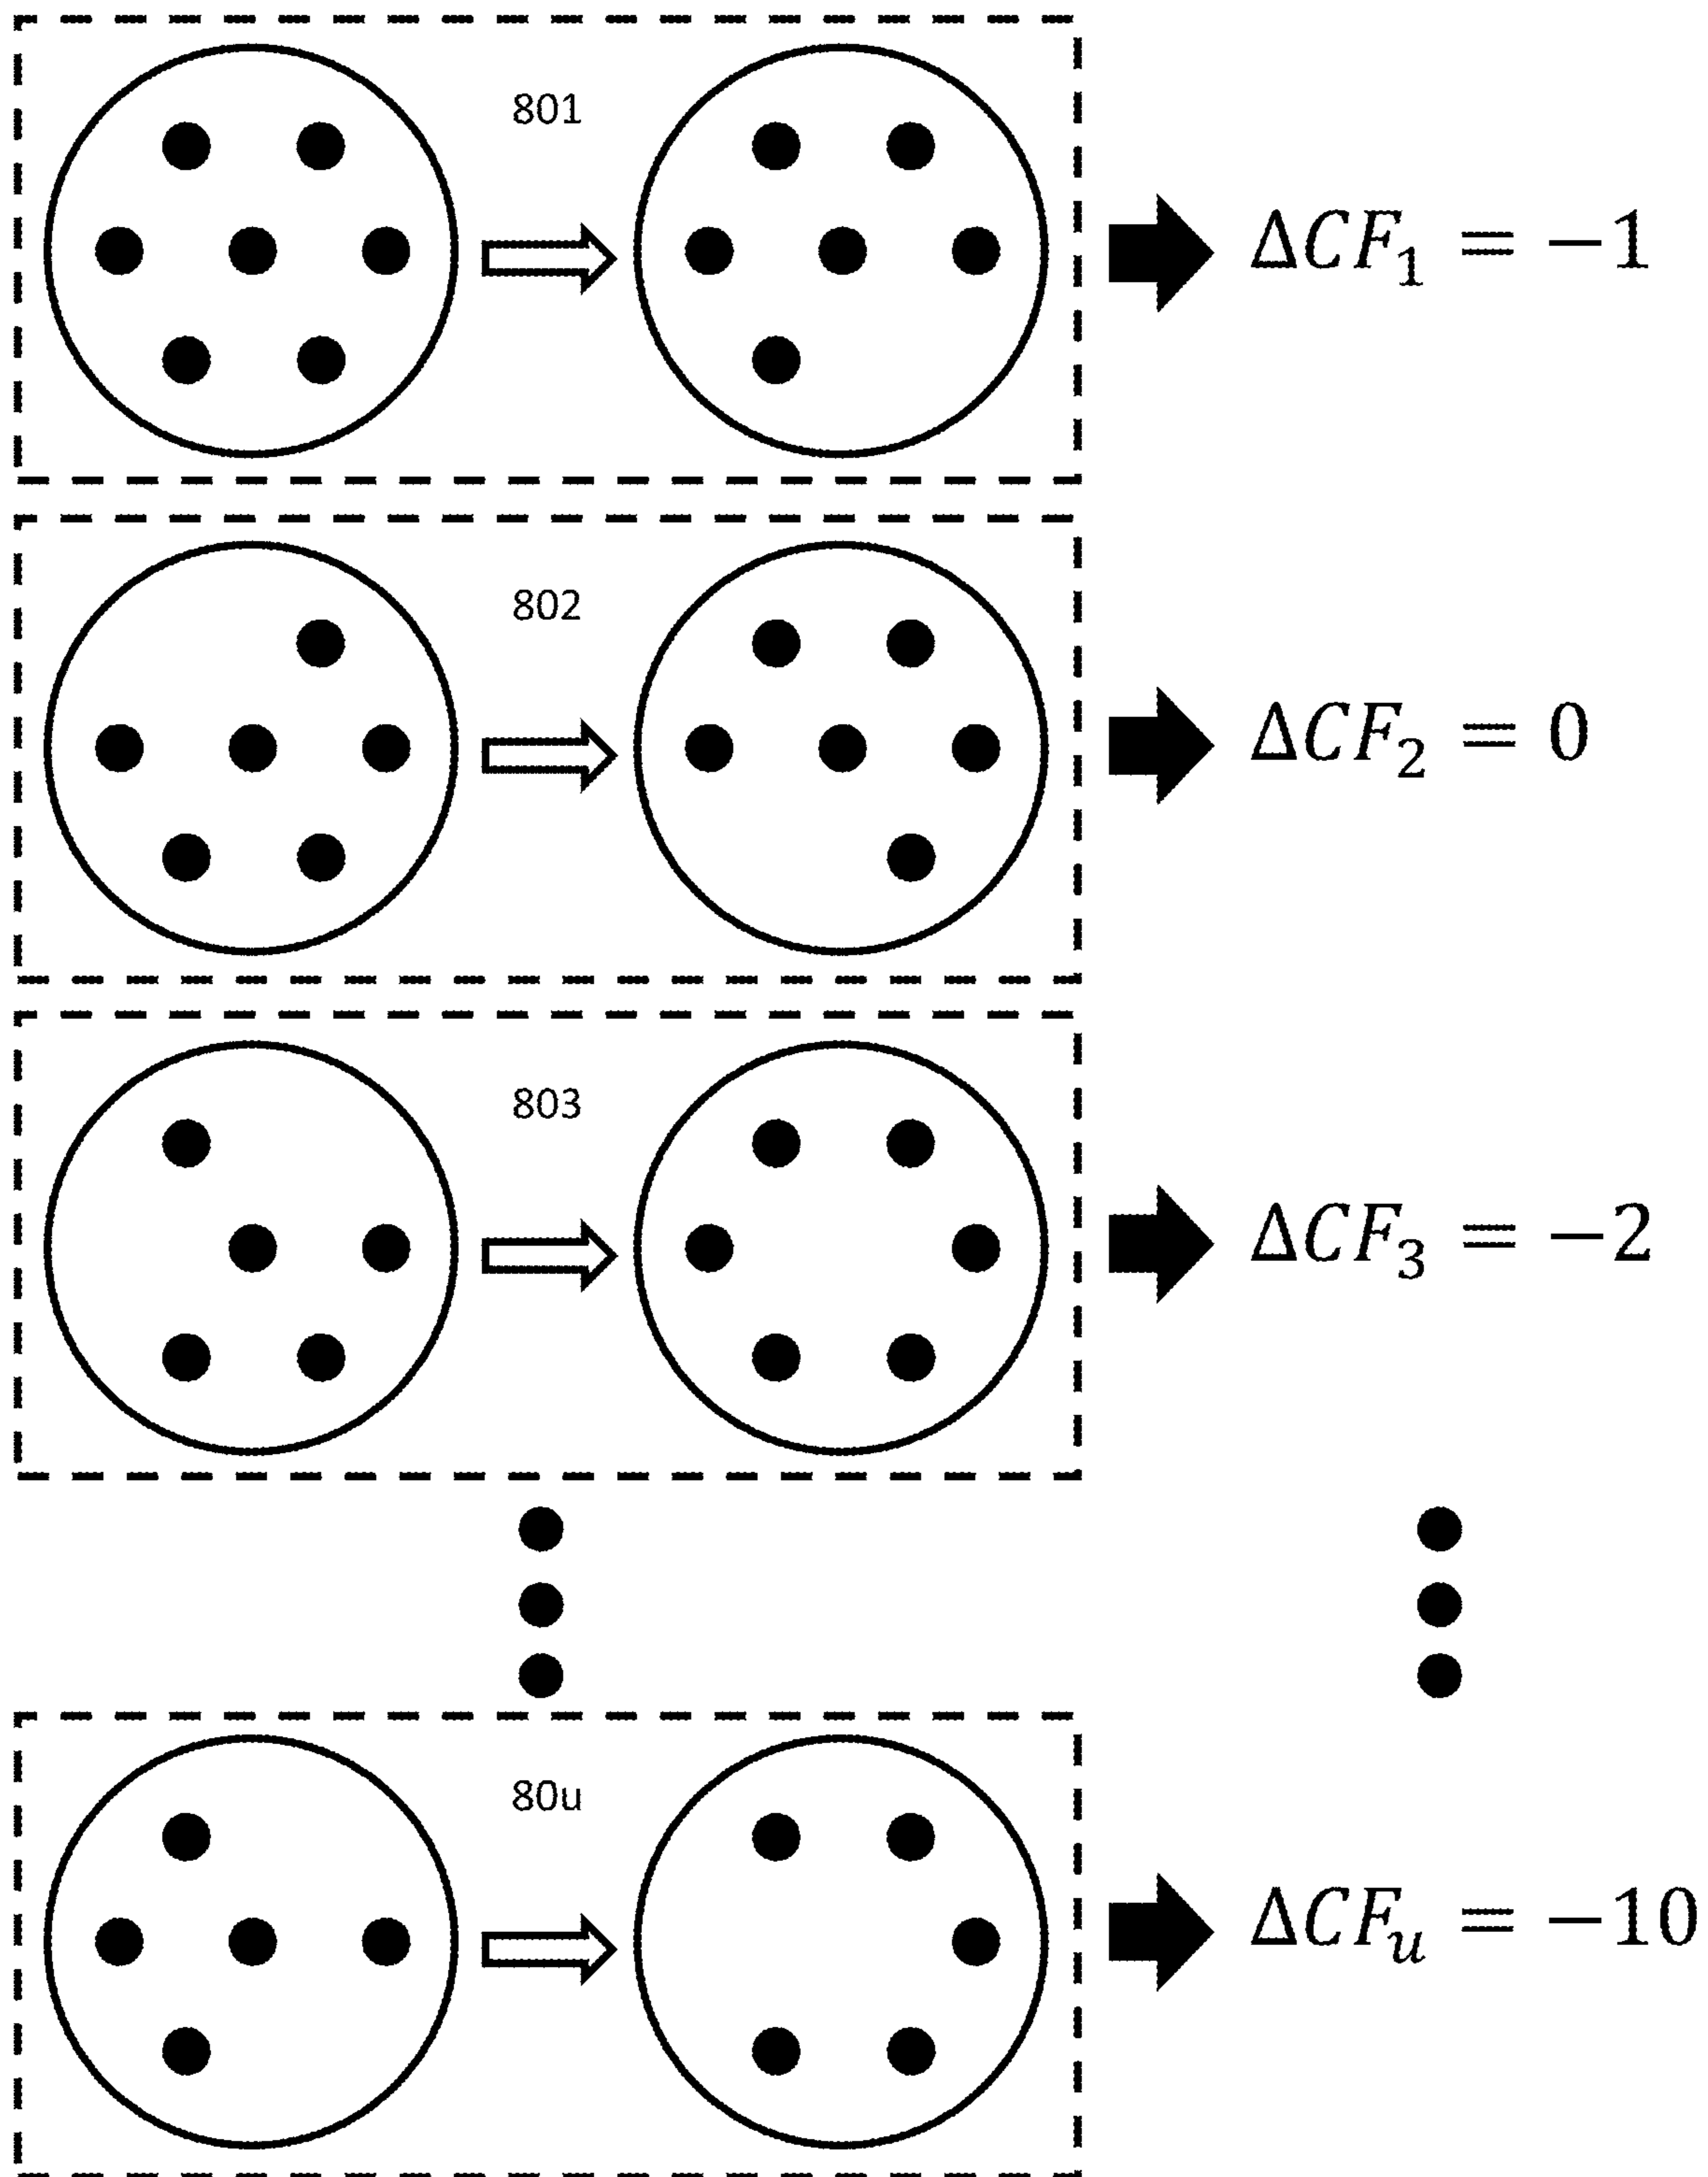 801
ΔCF₁ = −1
802
ΔCF₂ = 0
803
ΔCF₃ = −2
80u
ΔCFᵤ = −10